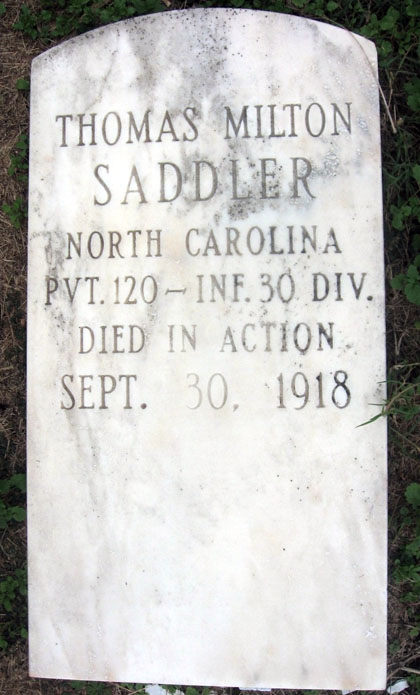 THOMAS MILTON
SADDLER
NORTH CAROLINA
PVT. 120 – INF. 30 DIV.
DIED IN ACTION
SEPT. 30, 1918